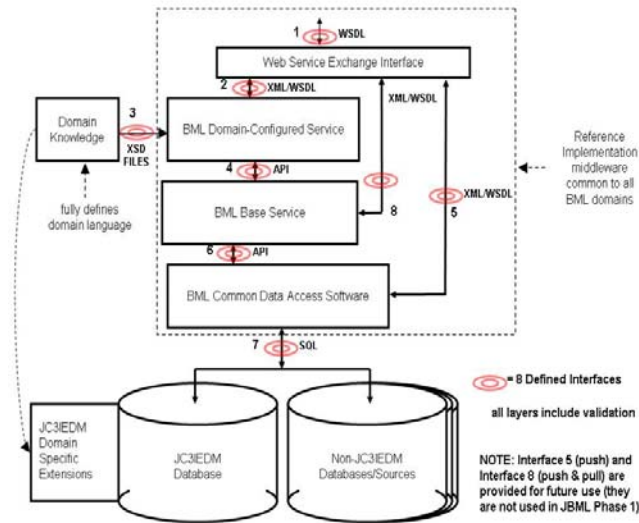 1
WSDL
Web Service Exchange Interface
2
XML/WSDL
XML/WSDL
3
Domain
Knowledge
XSD
FILES
BML Domain-Configured Service
Reference
Implementation
middleware
common to all
BML domains
4
API
fully defines
domain language
BML Base Service
8
XML/WSDL
5
6
API
BML Common Data Access Software
7
SQL
= 8 Defined Interfaces
all layers include validation
JC3IEDM
Domain
Specific
Extensions
JC3IEDM
Database
Non-JC3IEDM
Databases/Sources
NOTE: Interface 5 (push) and
Interface 8 (push & pull) are
provided for future use (they
are not used in JBML Phase 1)